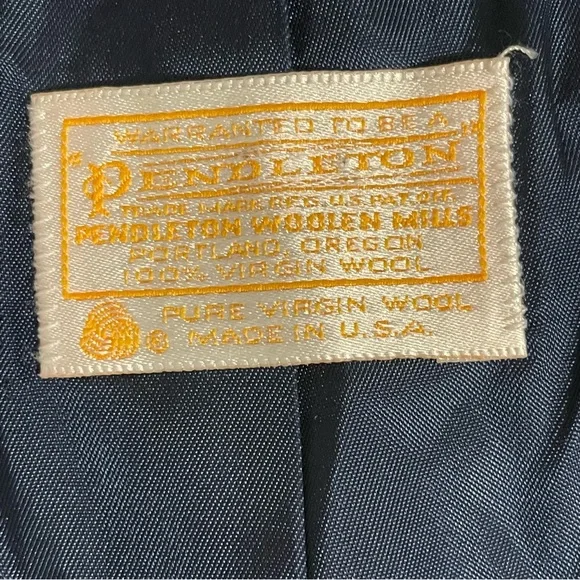 WARRANTED TO BE A
"PENDLETON"
TRADE MARK REG. U.S. PAT. OFF.
PENDLETON WOOLEN MILLS
PORTLAND, OREGON
100% VIRGIN WOOL
PURE VIRGIN WOOL
® MADE IN U.S.A.